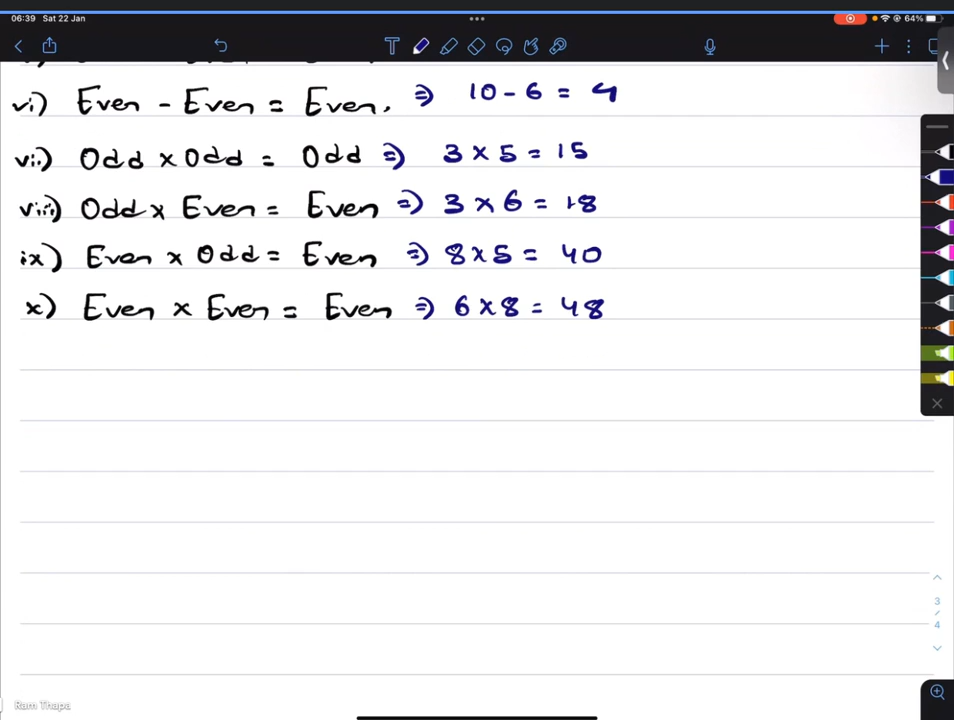 06:39 Sat 22 Jan
64%
vi) Even - Even = Even. ⇒ 10 - 6 = 4
vii) Odd × Odd = Odd ⇒ 3 × 5 = 15
viii) Odd × Even = Even ⇒ 3 × 6 = 18
ix) Even × Odd = Even ⇒ 8 × 5 = 40
x) Even × Even = Even ⇒ 6 × 8 = 48
3
/
4
Ram Thapa